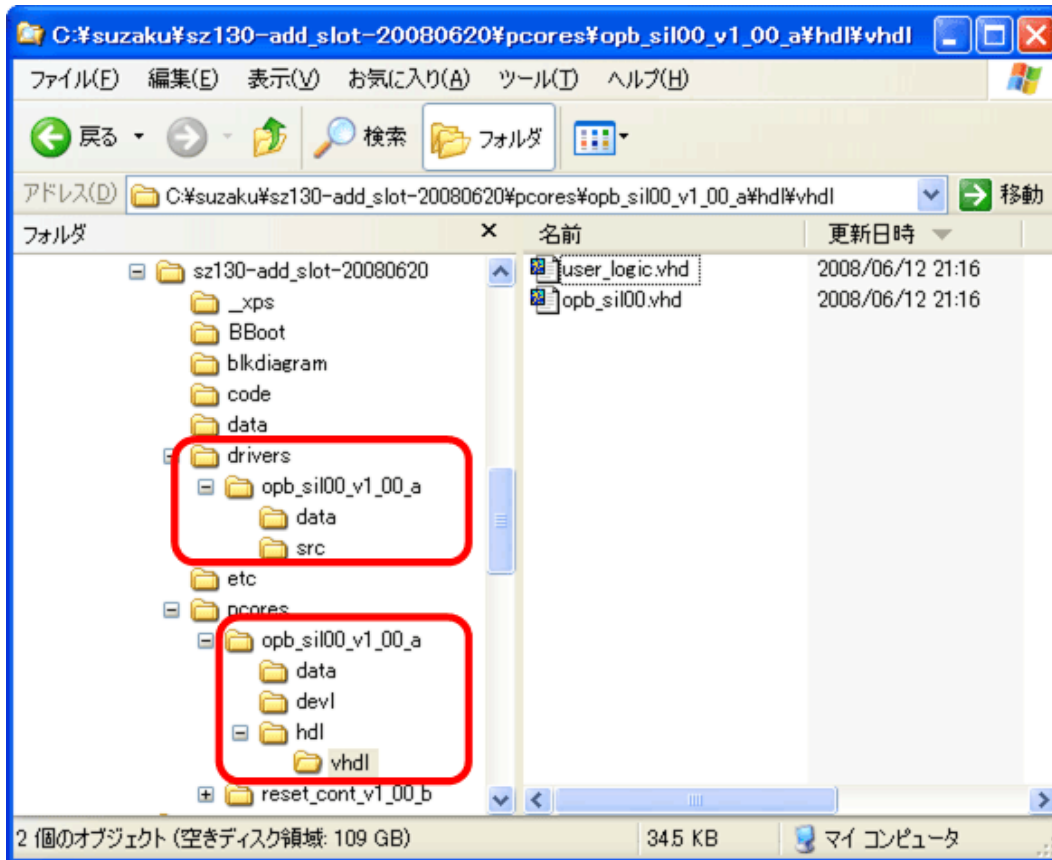 C:¥suzaku¥sz130-add_slot-20080620¥pcores¥opb_sil00_v1_00_a¥hdl¥vhdl
ファイル(F) 編集(E) 表示(V) お気に入り(A) ツール(T) ヘルプ(H)
戻る 検索 フォルダ
アドレス(D) C:¥suzaku¥sz130-add_slot-20080620¥pcores¥opb_sil00_v1_00_a¥hdl¥vhdl 移動
フォルダ × 名前 更新日時
sz130-add_slot-20080620
_xps
BBoot
blkdiagram
code
data
drivers
opb_sil00_v1_00_a
data
src
etc
pcores
opb_sil00_v1_00_a
data
devl
hdl
vhdl
reset_cont_v1_00_b
user_logic.vhd 2008/06/12 21:16
opb_sil00.vhd 2008/06/12 21:16
2 個のオブジェクト (空きディスク領域: 109 GB) 34.5 KB マイ コンピュータ